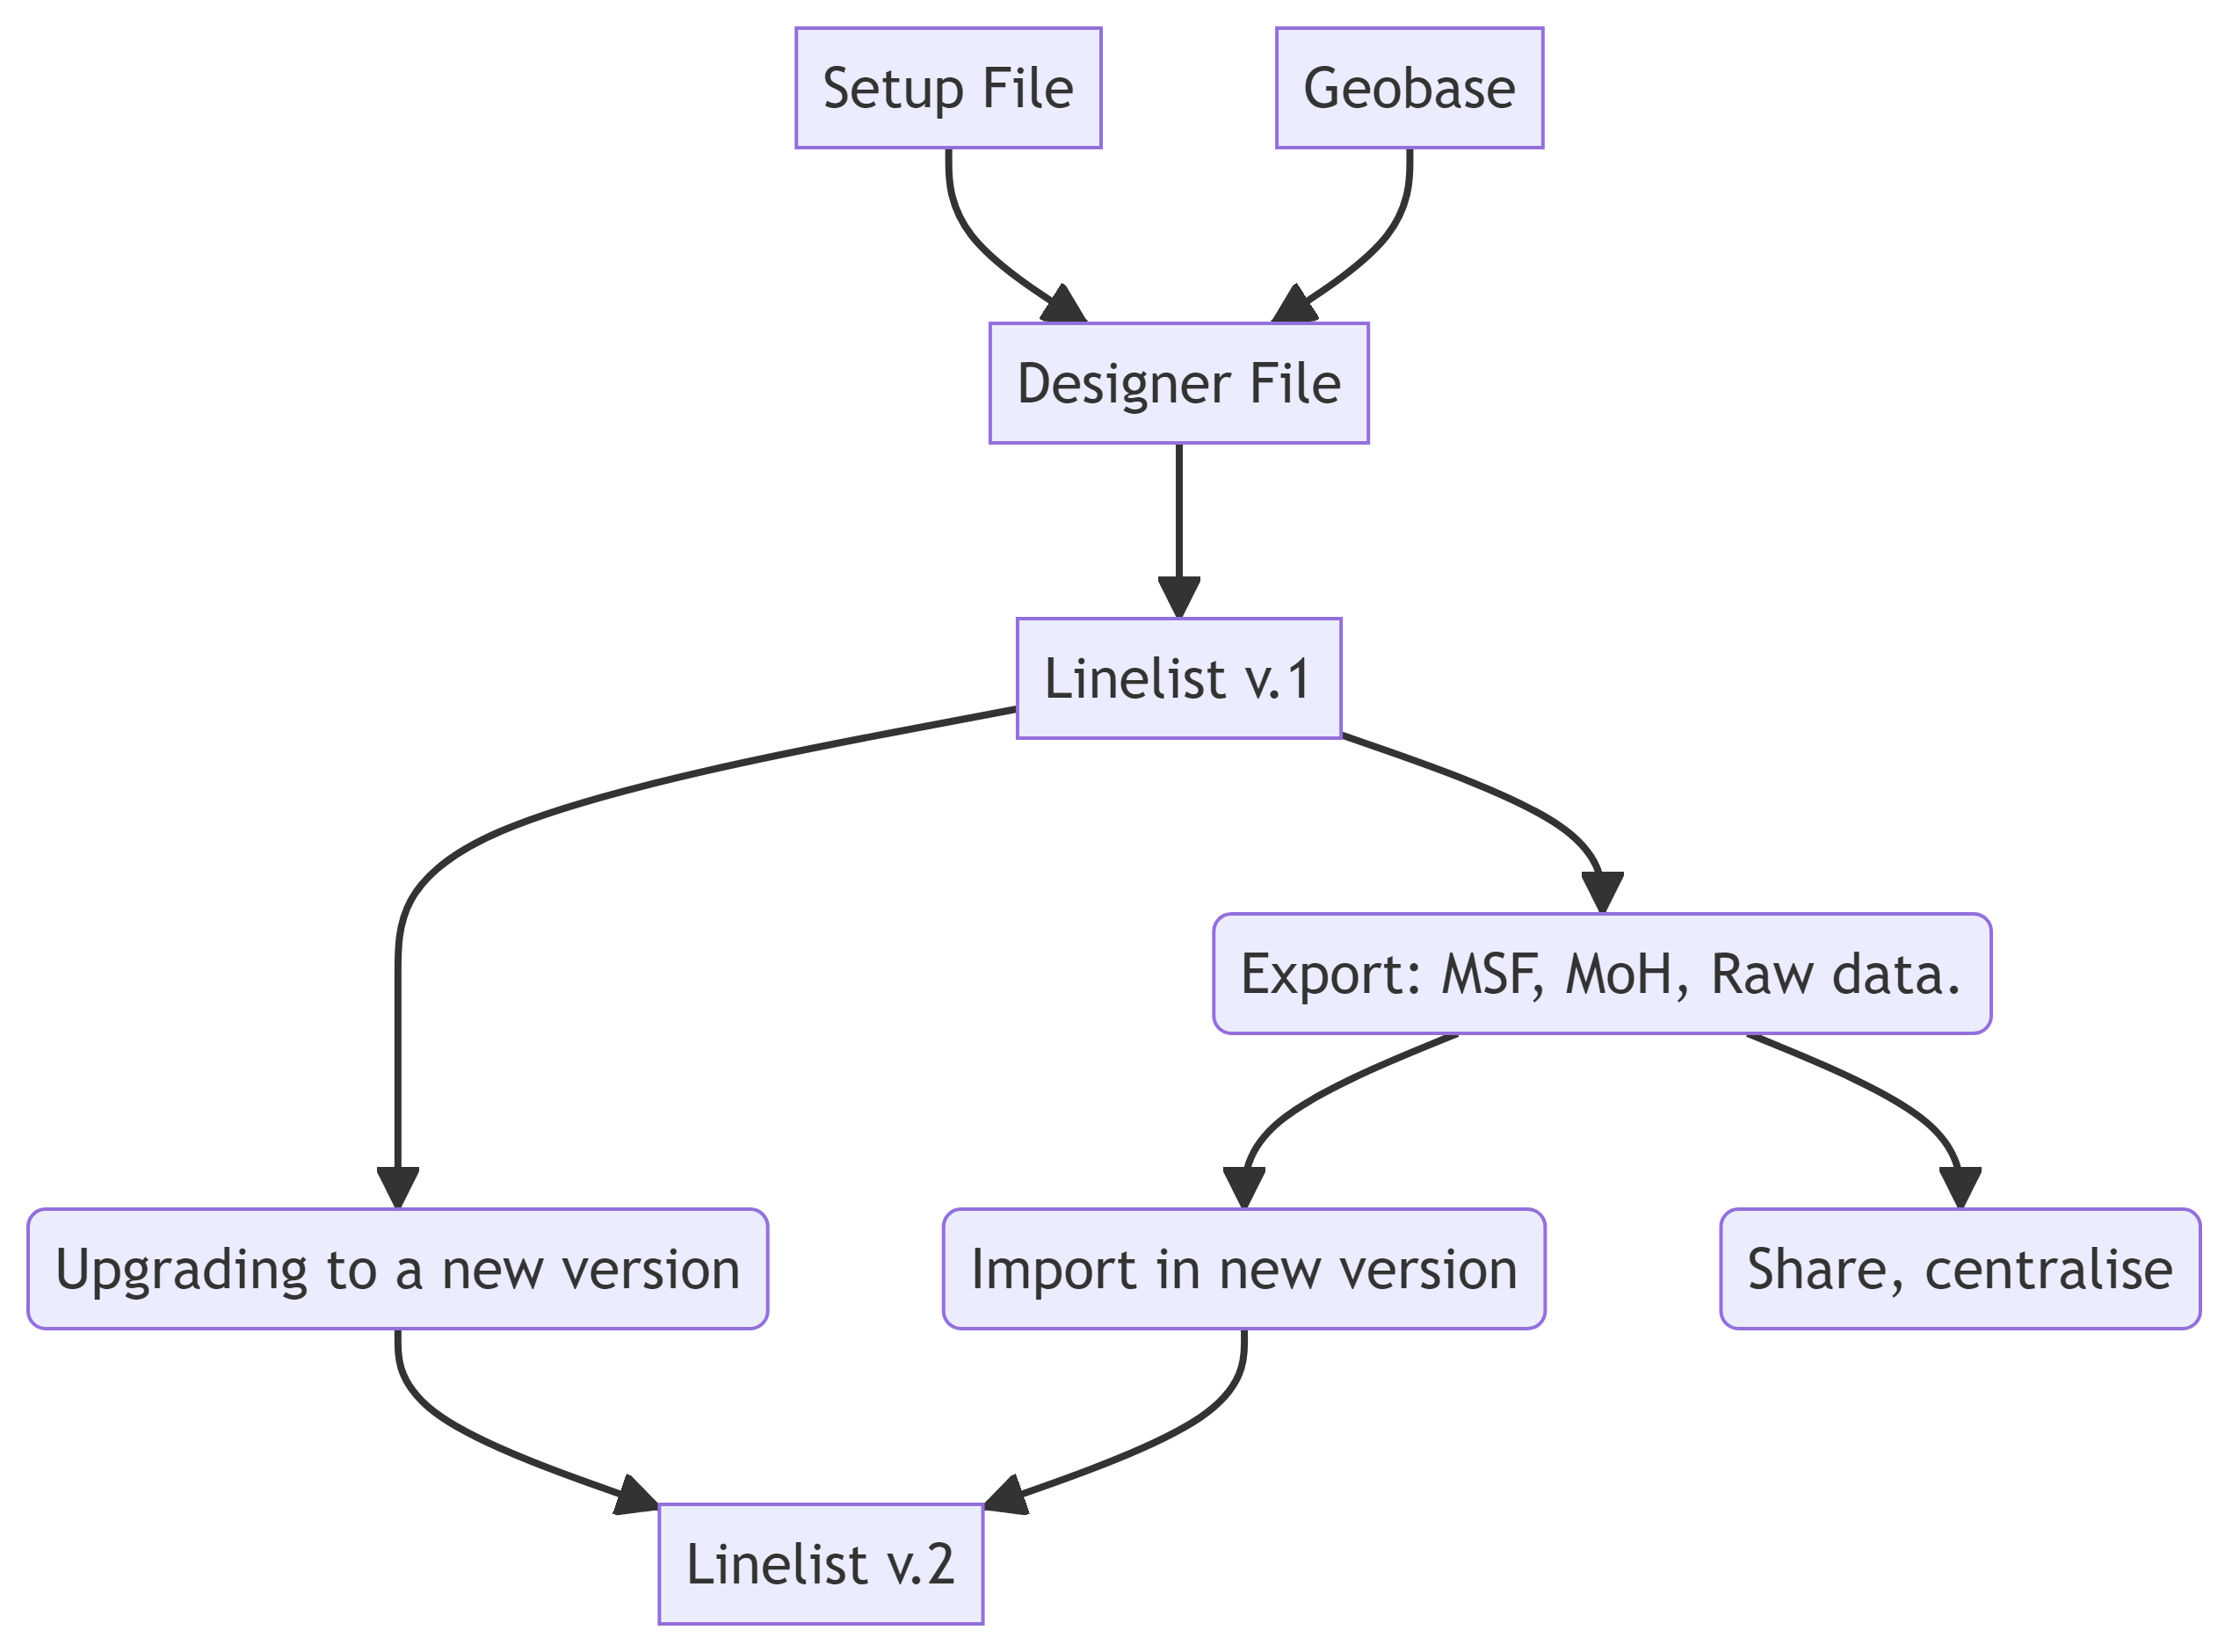 Setup File
Geobase
Designer File
Linelist v.1
Export: MSF, MoH, Raw data.
Upgrading to a new version
Import in new version
Share, centralise
Linelist v.2